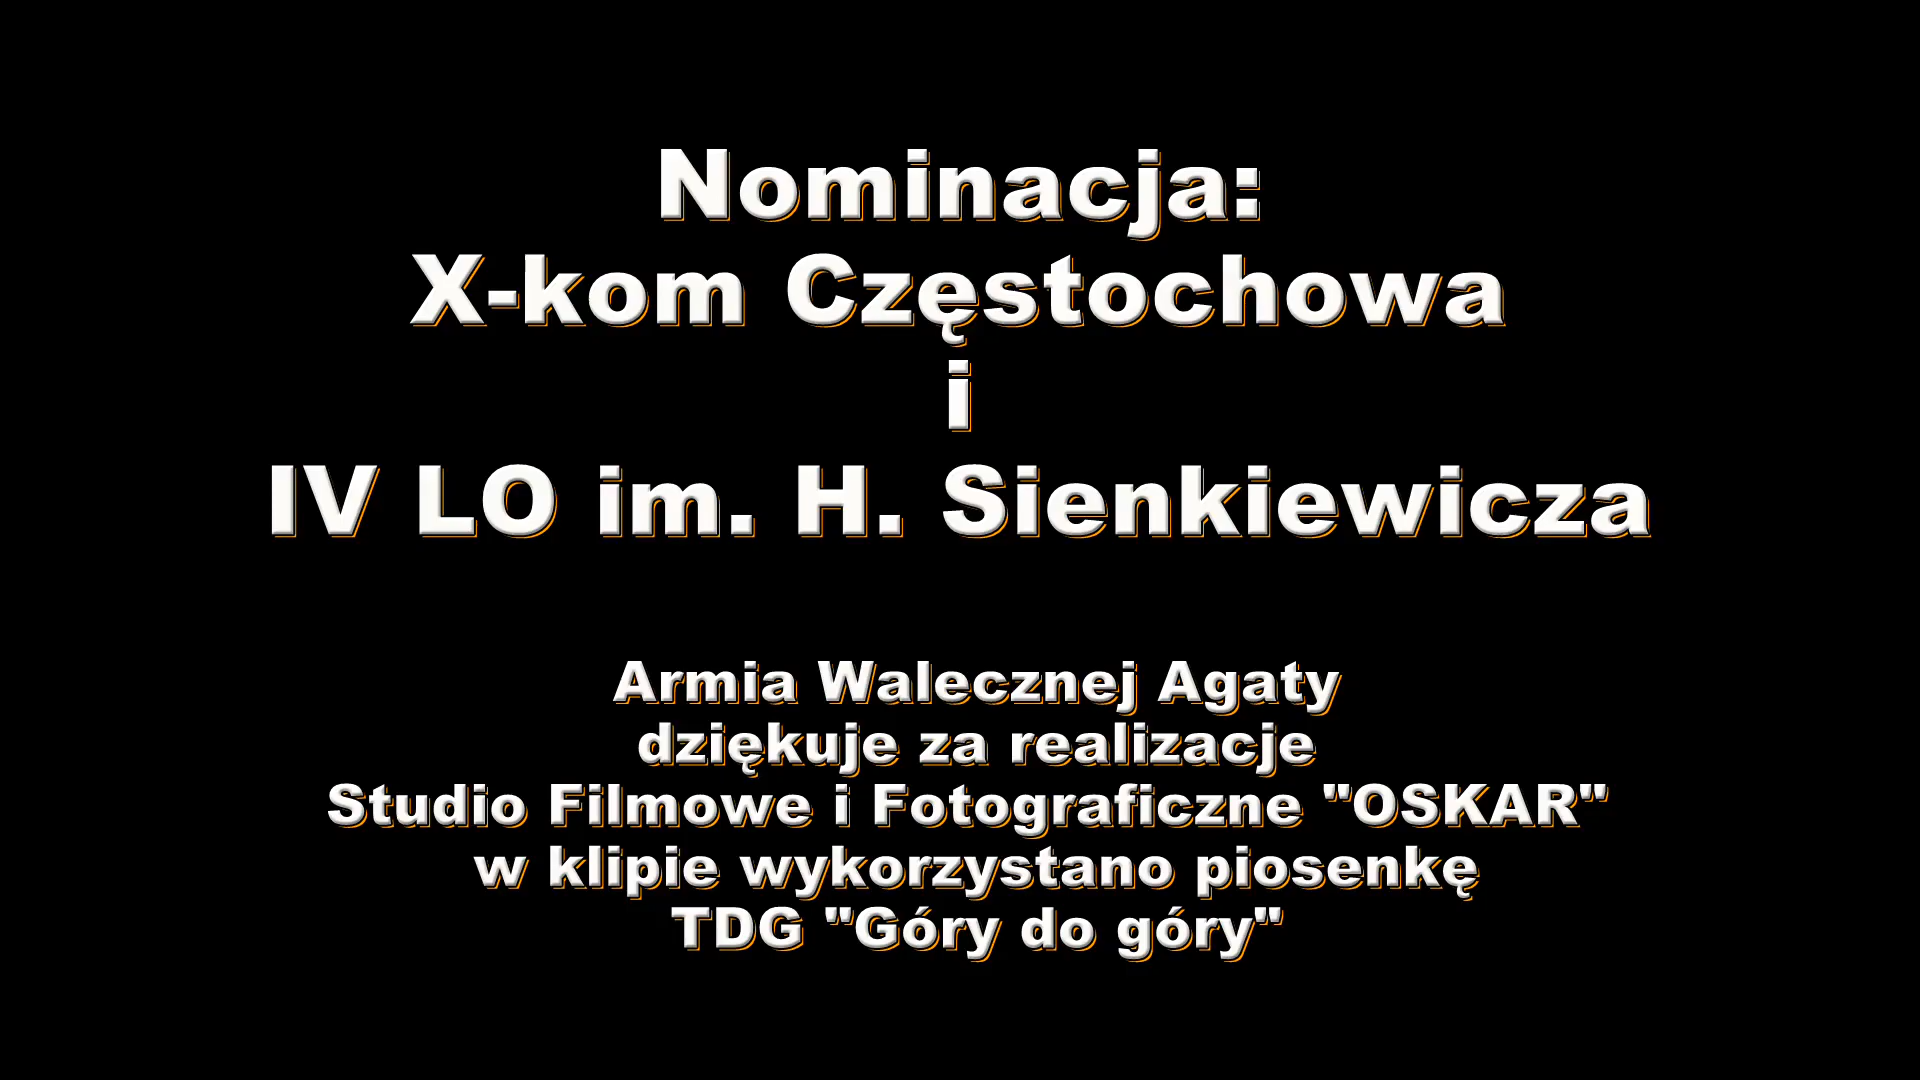 Nominacja:
X-kom Częstochowa
i
IV LO im. H. Sienkiewicza
Armia Walecznej Agaty
dziękuje za realizacje
Studio Filmowe i Fotograficzne "OSKAR"
w klipie wykorzystano piosenkę
TDG "Góry do góry"